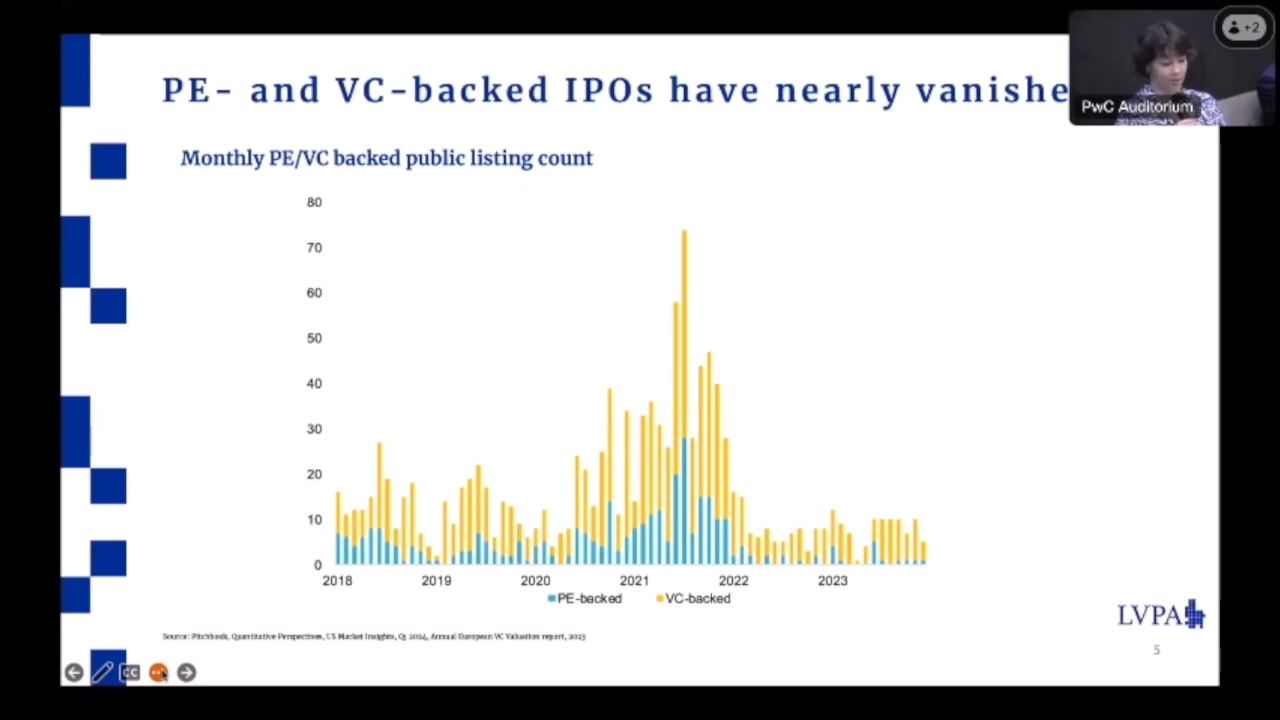 PE- and VC-backed IPOs have nearly vanishe
+2
PwC Auditorium
Monthly PE/VC backed public listing count
80
70
60
50
40
30
20
10
0
2018 2019 2020 2021 2022 2023
PE-backed VC-backed
LVPA
Source: Pitchbook, Quantitative Perspectives, US Market Insights, Q1 2024, Annual European VC Valuation report, 2023
5
CC